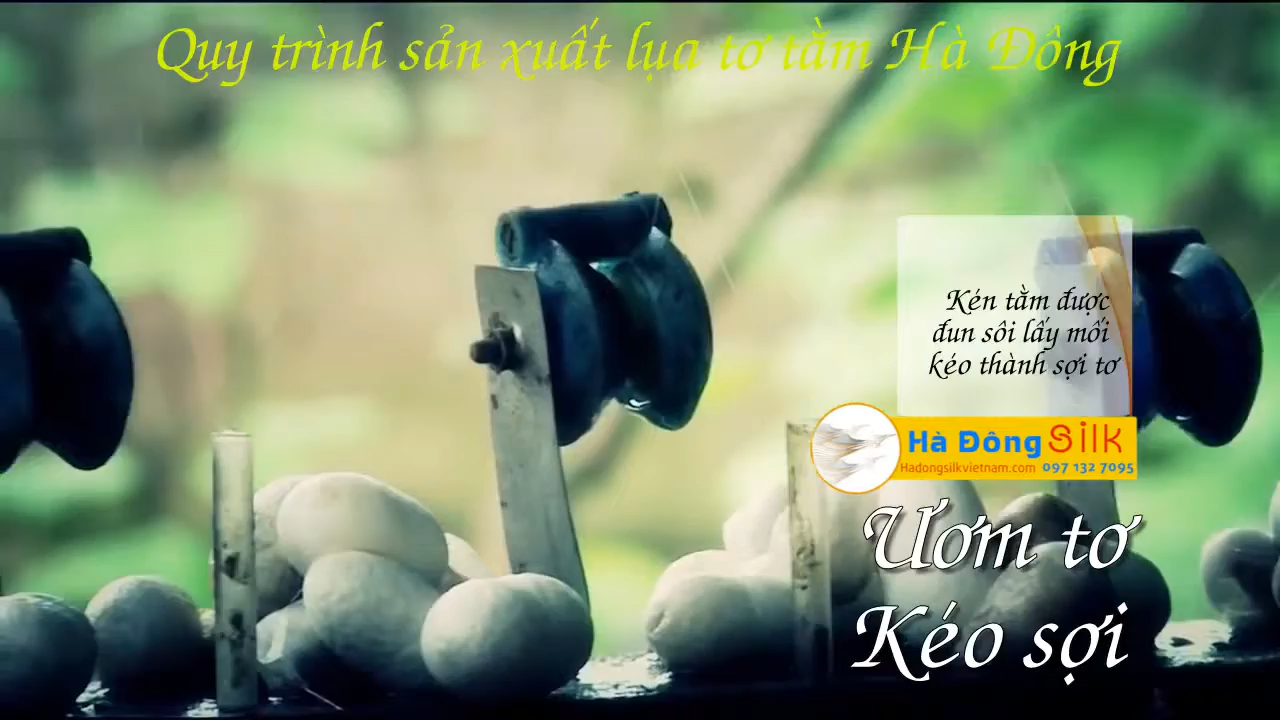 Quy trình sản xuất lụa tơ tằm Hà Đông
Kén tằm được
đun sôi lấy mối
kéo thành sợi tơ
Hà Đông Silk
Hadongsilkvietnam.com 097 132 7095
Ươm tơ
Kéo sợi